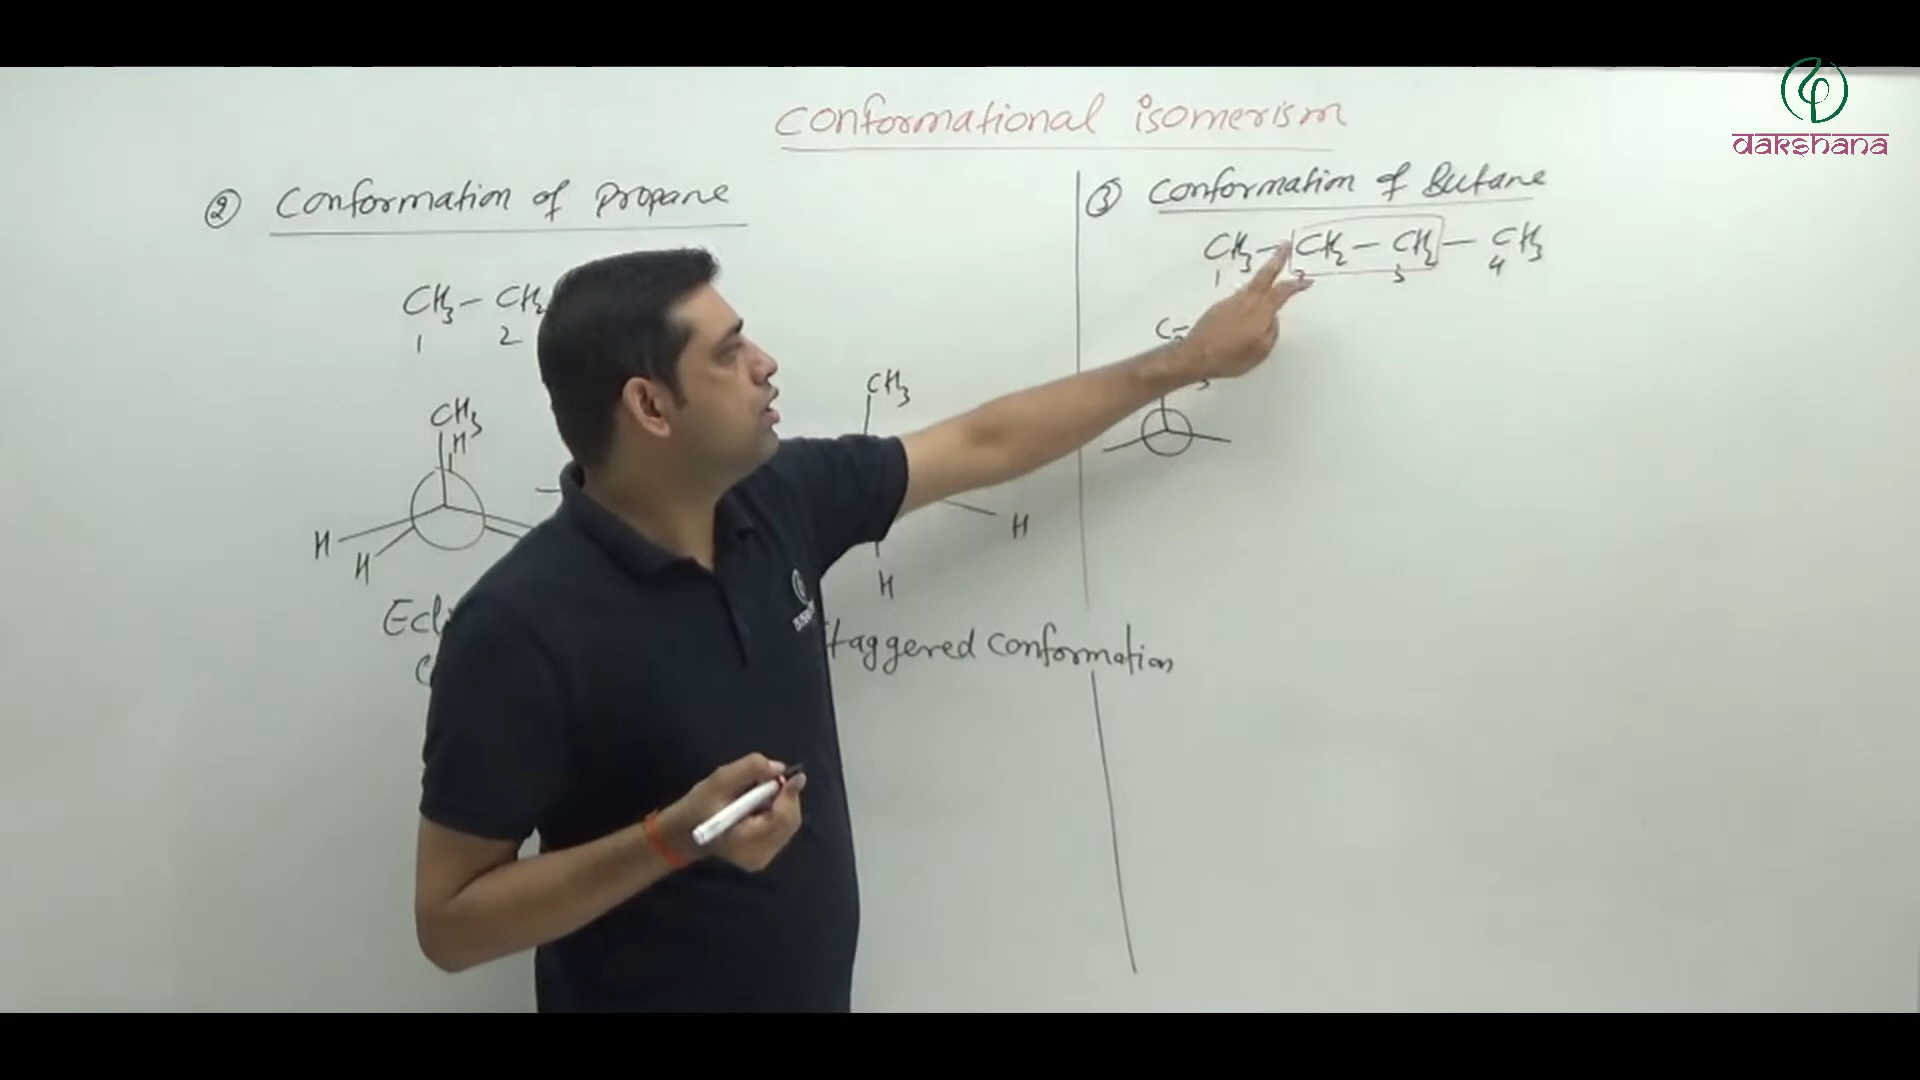 Conformational isomerism
dakshana
② Conformation of Propane
CH3 - CH2
1 2
CH3
H
H
H
CH3
H
H
Staggered Conformation
③ Conformation of Butane
CH3 - CH2 - CH2 - CH3
1 2 3 4